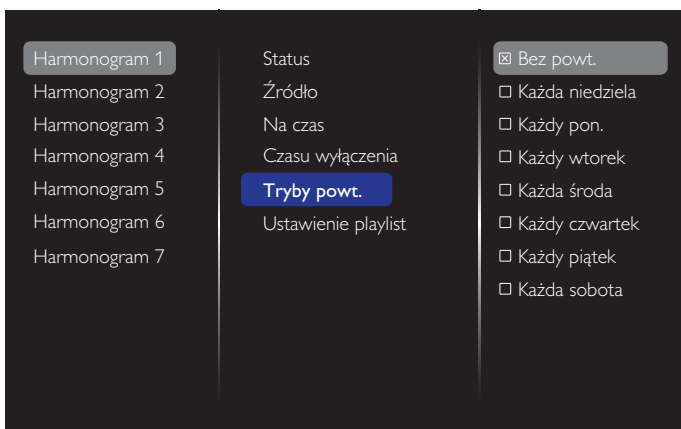 Harmonogram 1
Harmonogram 2
Harmonogram 3
Harmonogram 4
Harmonogram 5
Harmonogram 6
Harmonogram 7
Status
Źródło
Na czas
Czasu wyłączenia
Tryby powt.
Ustawienie playlist
Bez powt.
Każda niedziela
Każdy pon.
Każdy wtorek
Każda środa
Każdy czwartek
Każdy piątek
Każda sobota